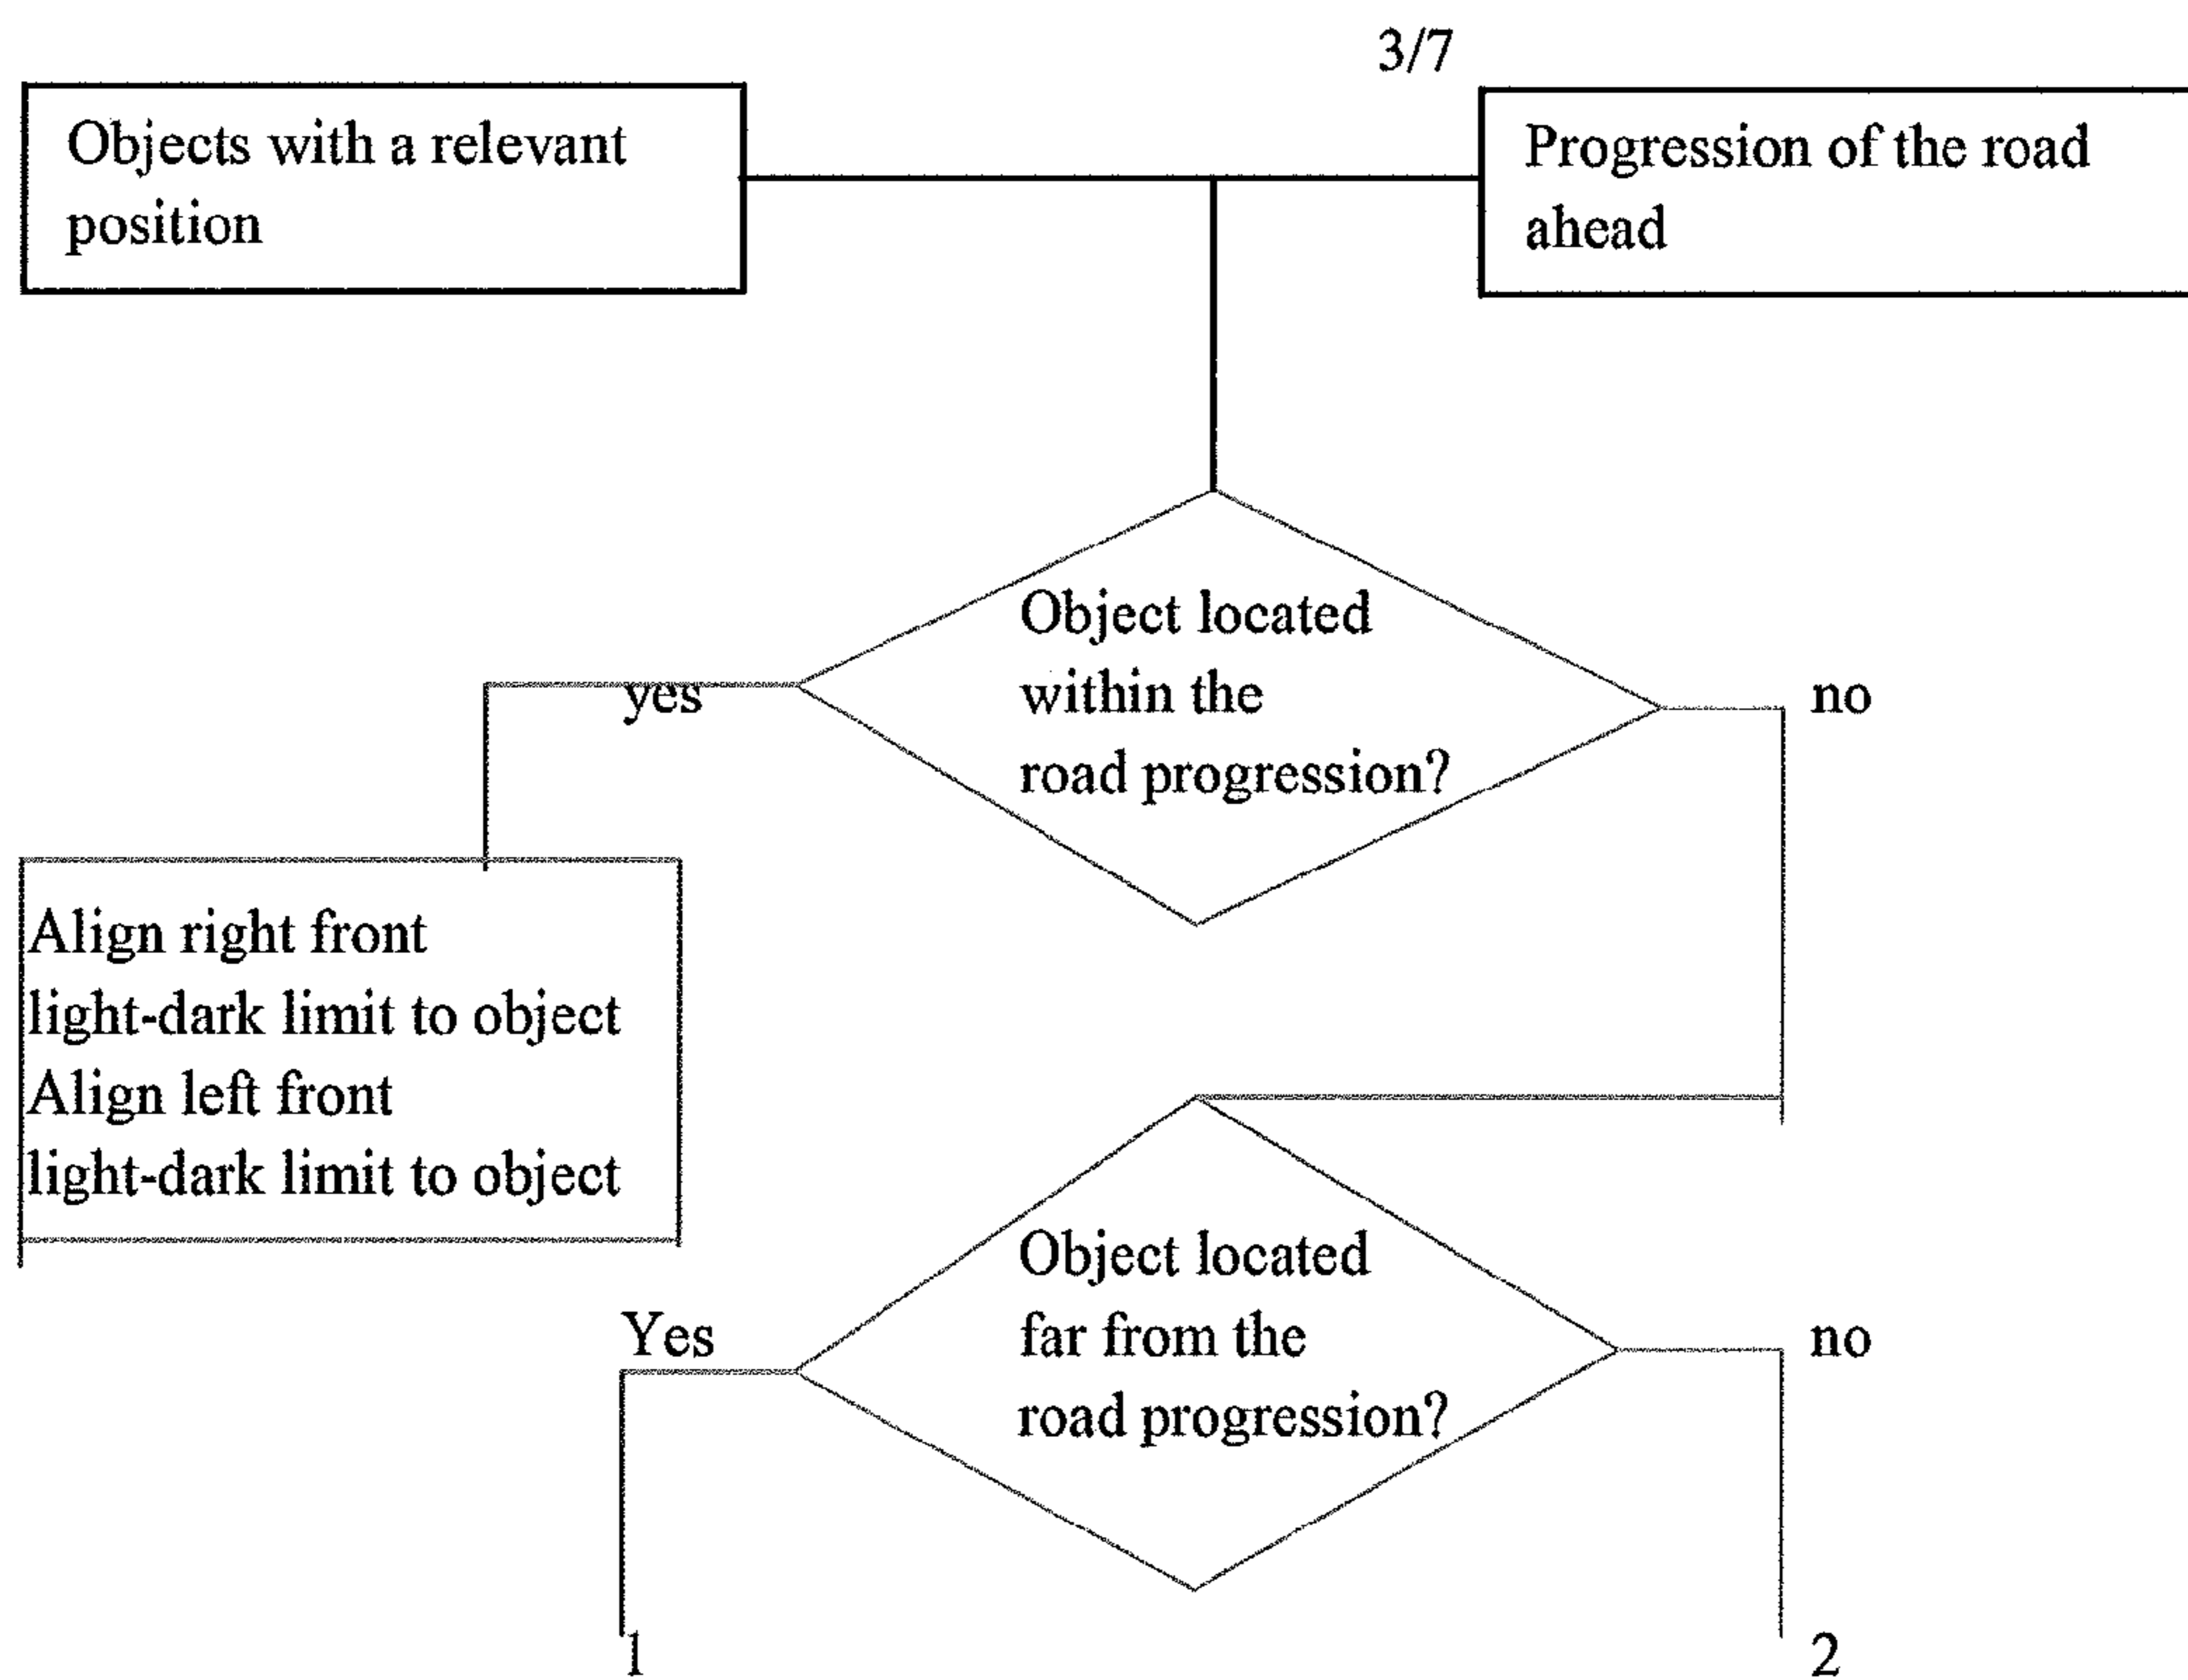 3/7
Objects with a relevant
position
Progression of the road
ahead
Object located
within the
road progression?
yes
no
Align right front
light-dark limit to object
Align left front
light-dark limit to object
Object located
far from the
road progression?
Yes
no
1
2